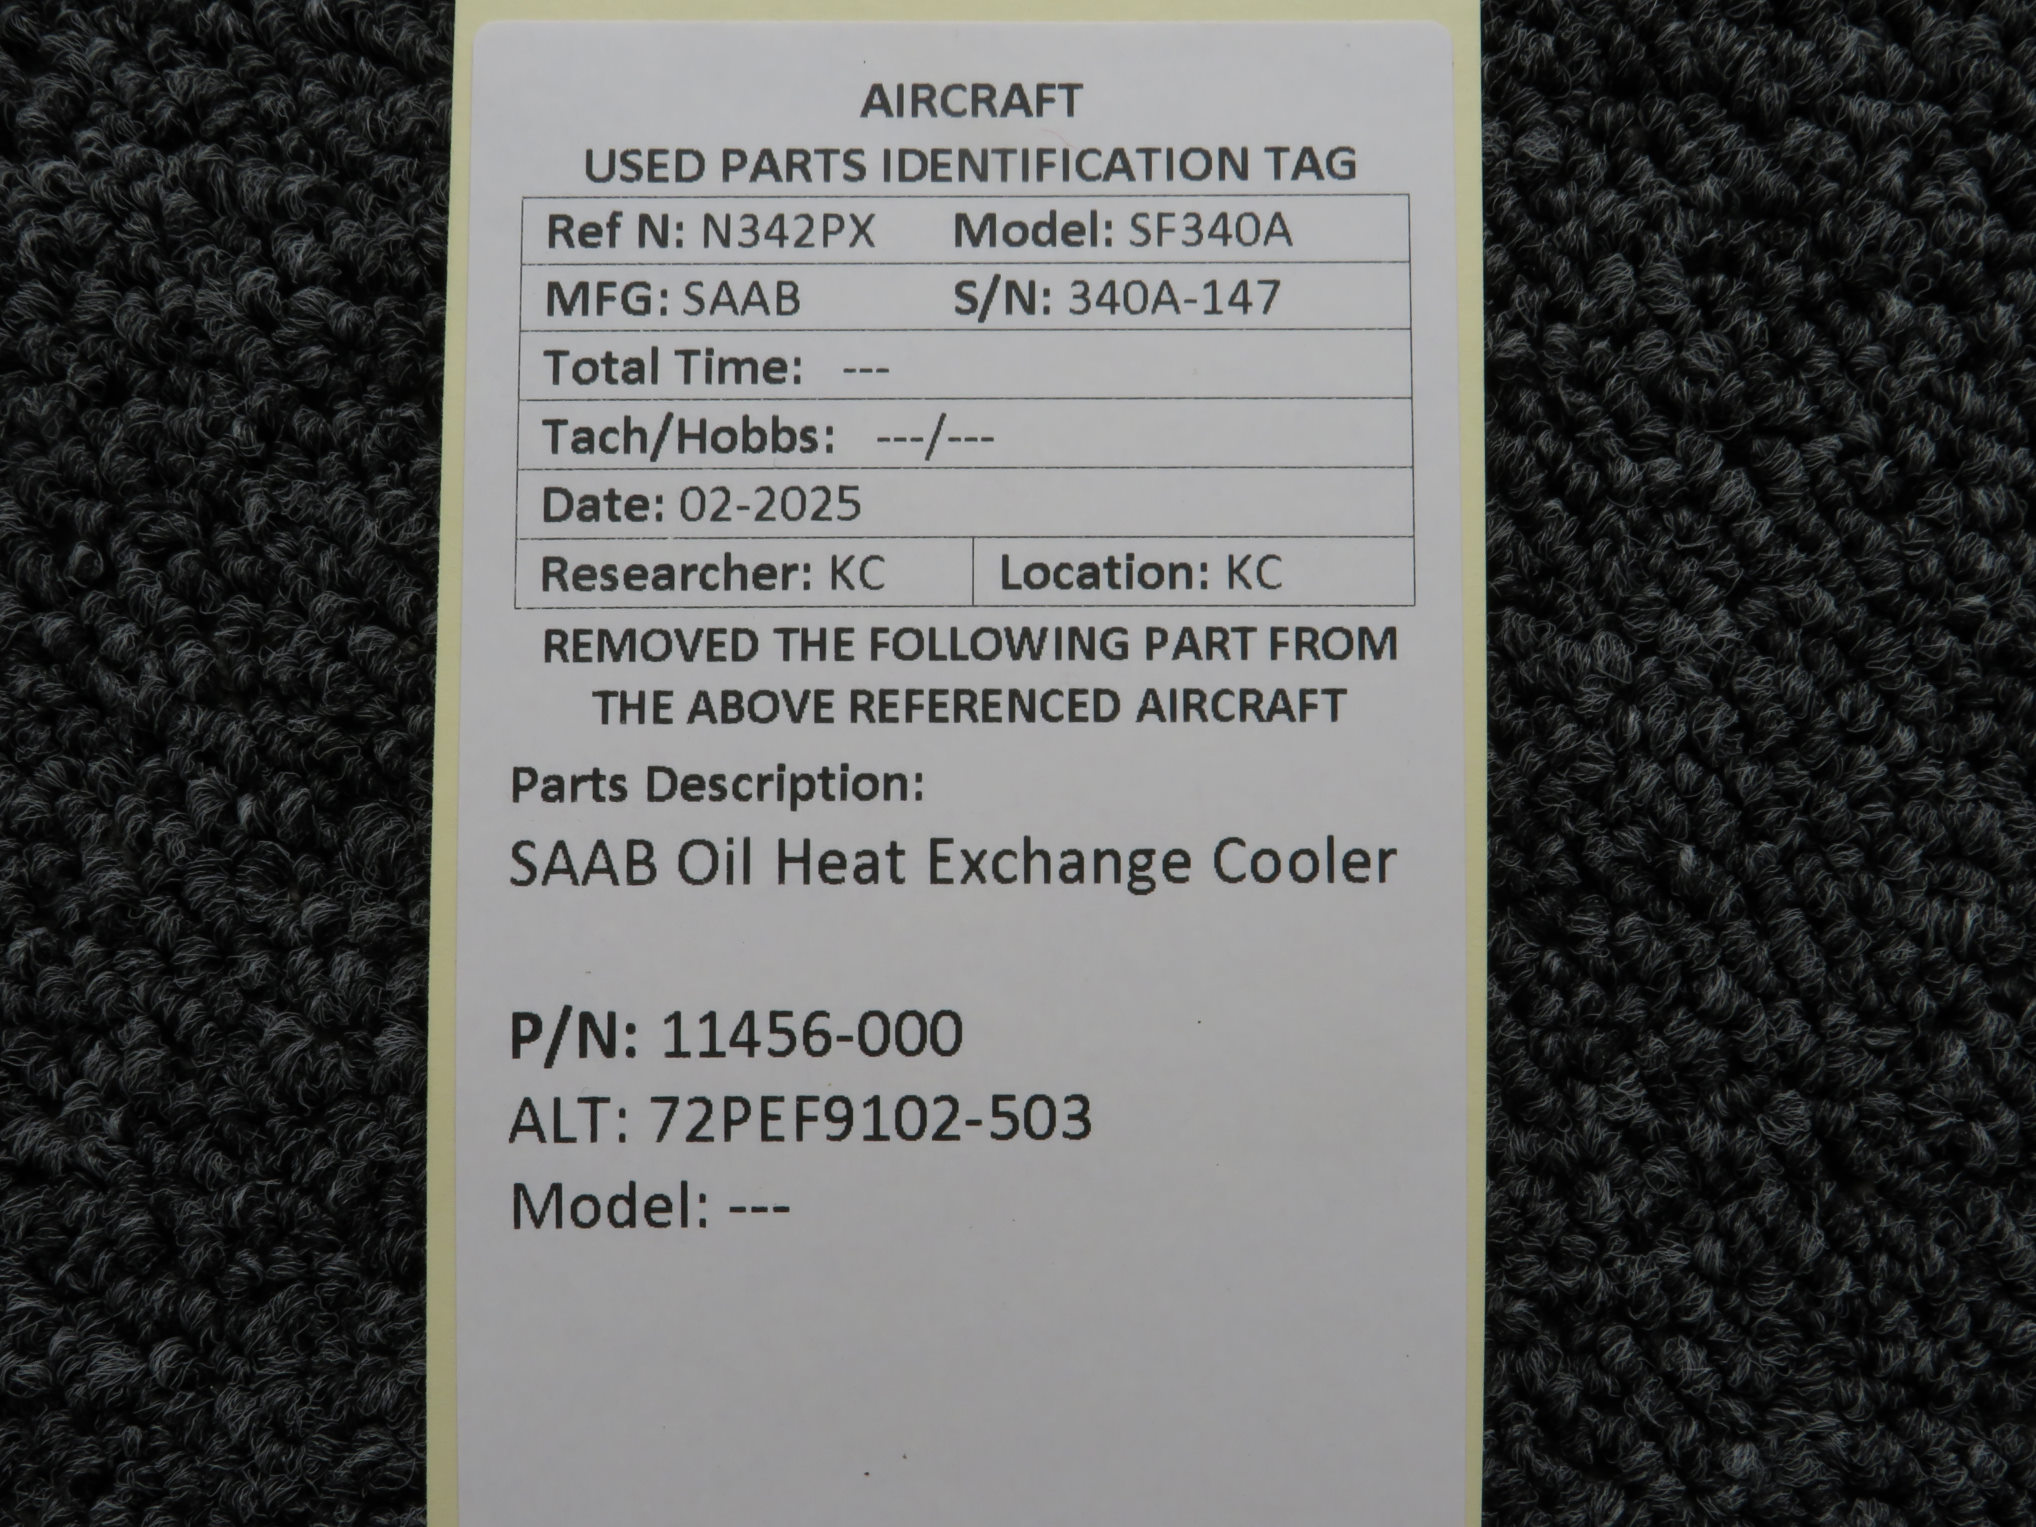 AIRCRAFT
USED PARTS IDENTIFICATION TAG
Ref N: N342PX Model: SF340A
MFG: SAAB S/N: 340A-147
Total Time: ---
Tach/Hobbs: ---/---
Date: 02-2025
Researcher: KC Location: KC
REMOVED THE FOLLOWING PART FROM
THE ABOVE REFERENCED AIRCRAFT
Parts Description:
SAAB Oil Heat Exchange Cooler
P/N: 11456-000
ALT: 72PEF9102-503
Model: ---